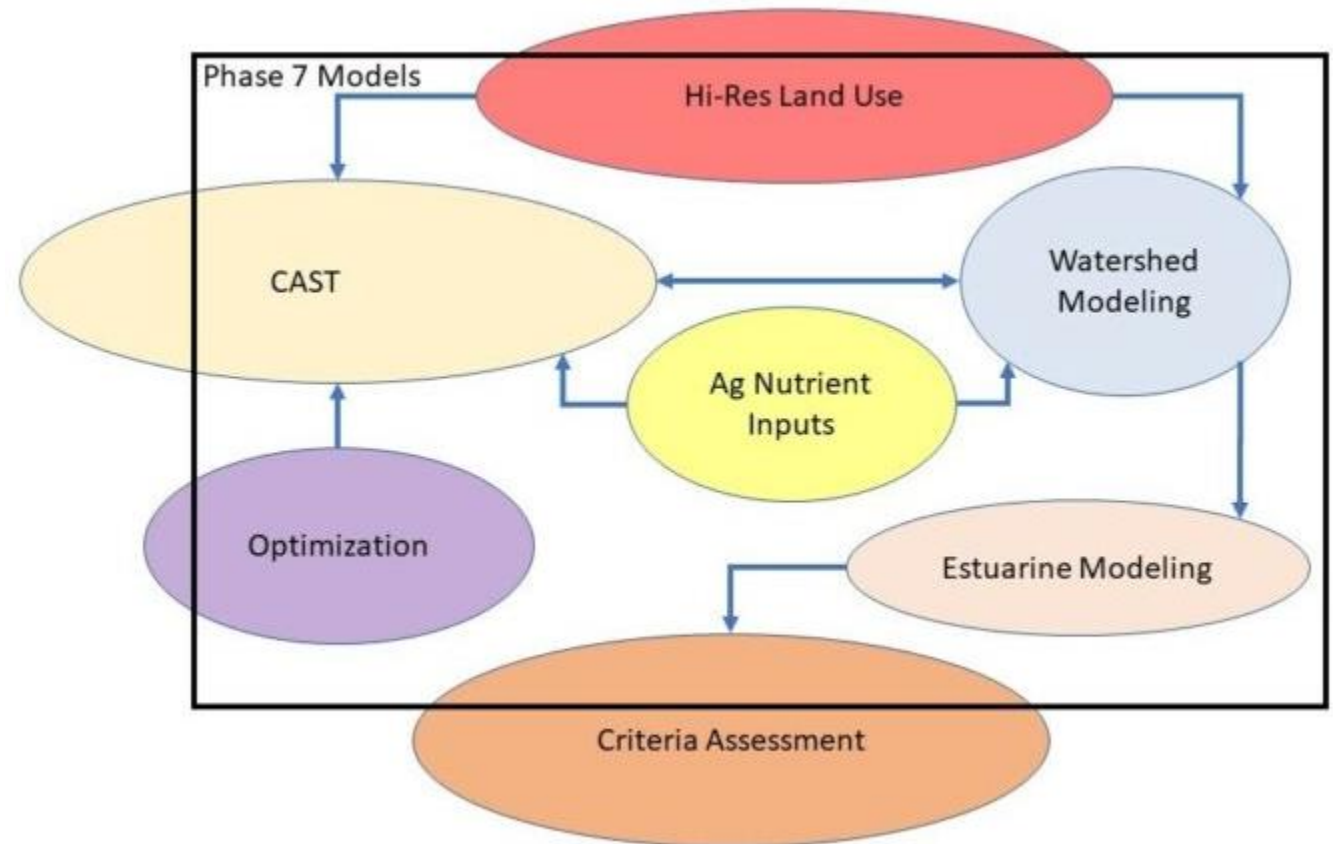 Phase 7 Models
Hi-Res Land Use
CAST
Watershed
Modeling
Ag Nutrient
Inputs
Optimization
Estuarine Modeling
Criteria Assessment